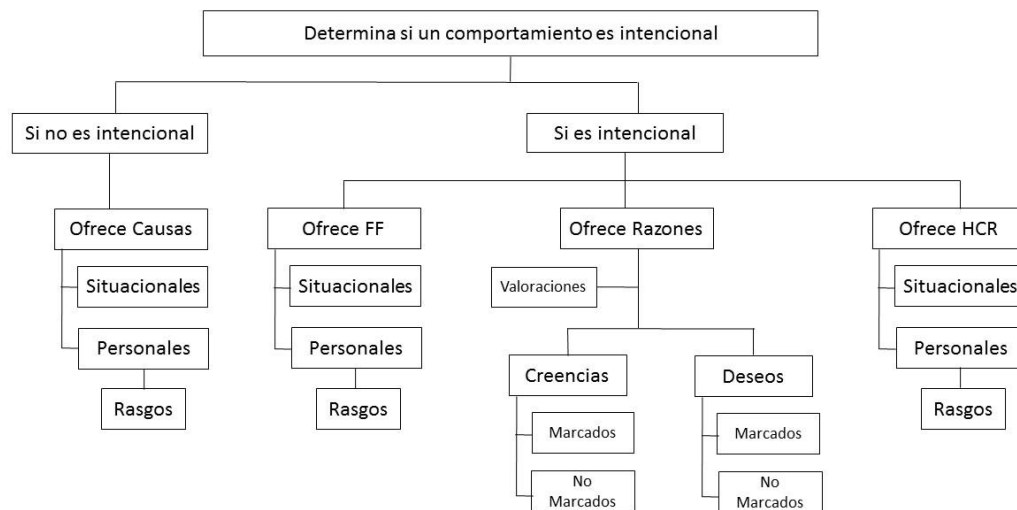 Determina si un comportamiento es intencional
Si no es intencional
Si es intencional
Ofrece Causas
Ofrece FF
Ofrece Razones
Ofrece HCR
Situacionales
Situacionales
Valoraciones
Situacionales
Personales
Personales
Creencias
Deseos
Personales
Rasgos
Rasgos
Marcados
Marcados
Rasgos
No
Marcados
No
Marcados